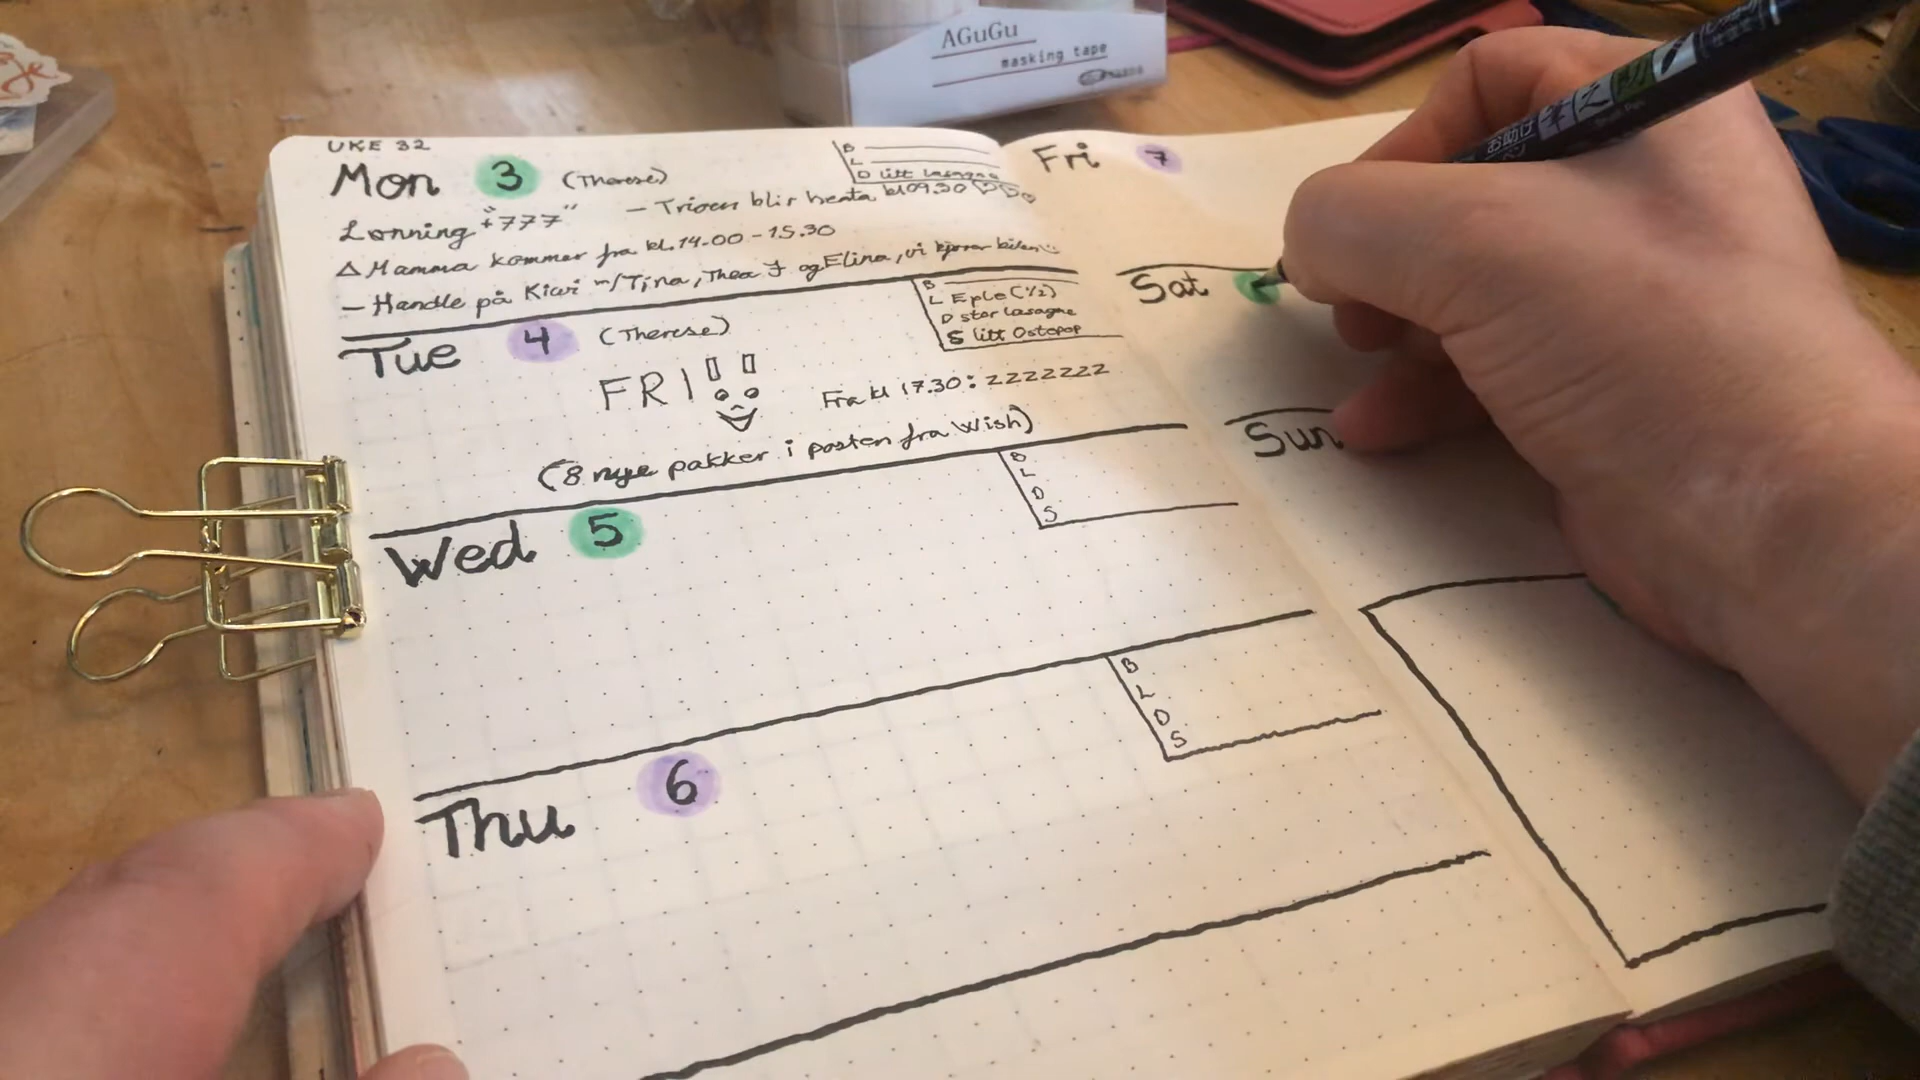 AGuGu
masking tape
UKE 32
Mon 3 (Therese)
B
L
D litt lasagne
Lønning "+777" - Trioen blir henta kl 09.30
△ Mamma kommer fra kl. 14.00 - 15.30
- Handle på Kiwi m/Tina, Thea J og Elina, vi kjører bilen
Tue 4 (Therese)
B
L Eple (1/2)
D stor lasagne
S litt Ostepop
FRI!!
Fra kl 17.30: zzzzzzz
(8 nye pakker i posten fra Wish)
Wed 5
B
L
D
S
Thu 6
B
L
D
S
Fri 7
Sat
Sun